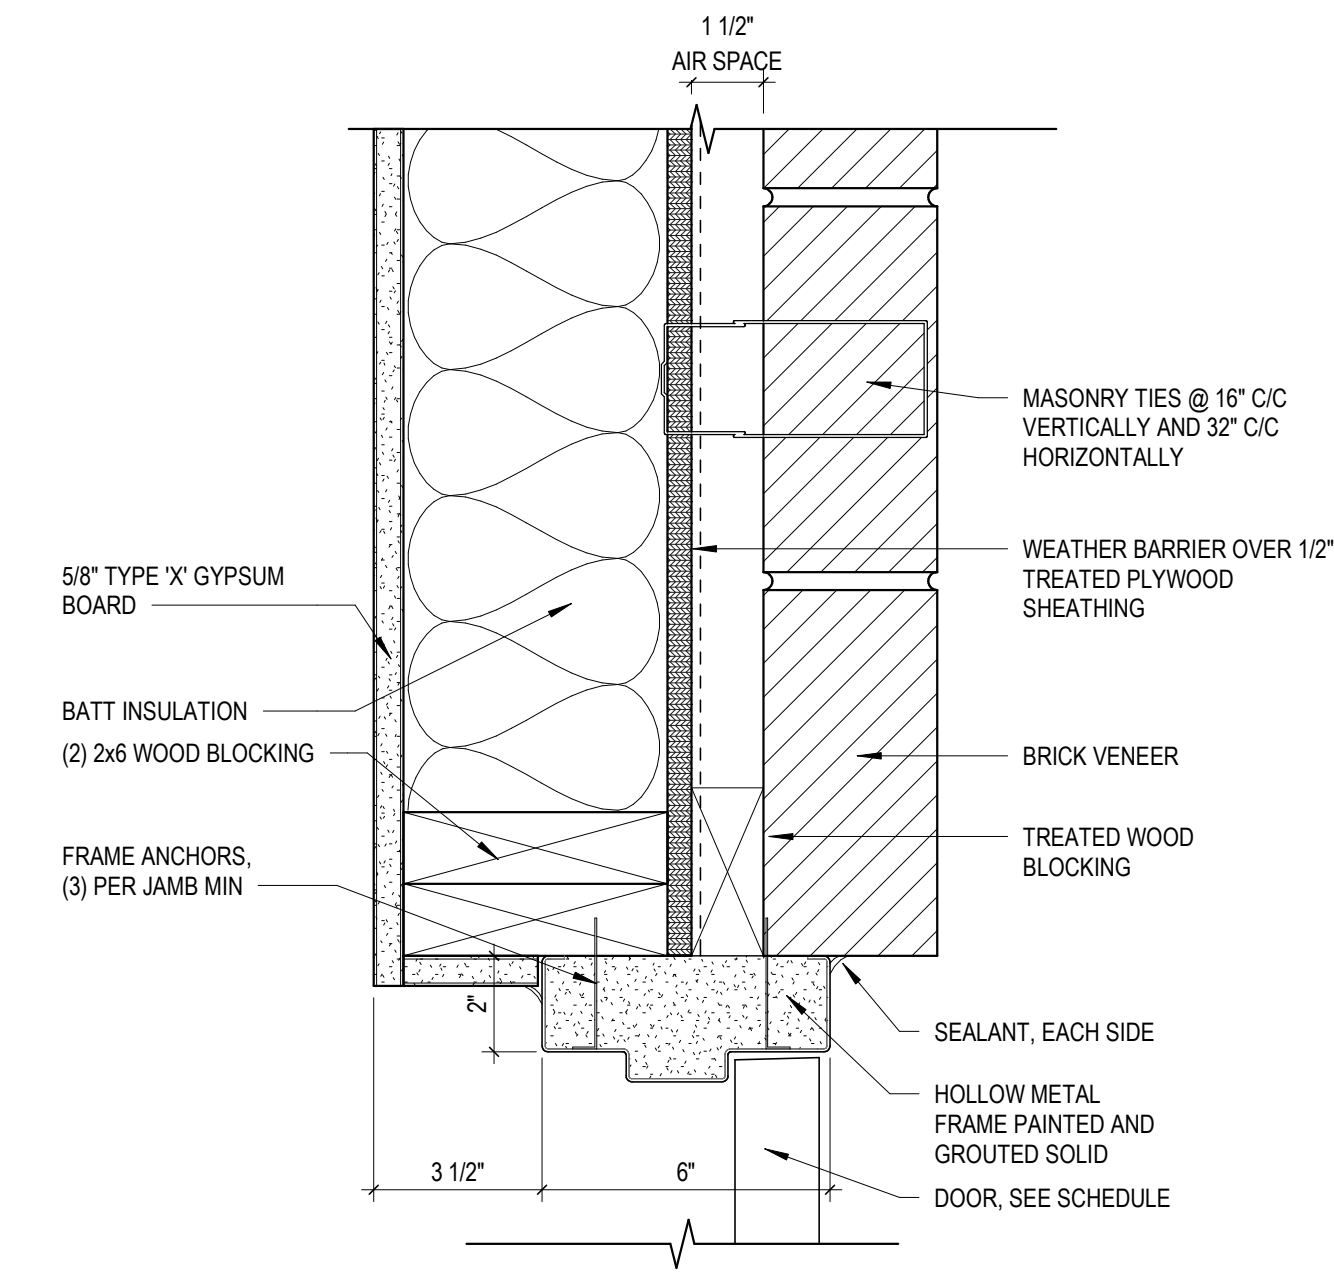 1 1/2"
AIR SPACE
MASONRY TIES @ 16" C/C
VERTICALLY AND 32" C/C
HORIZONTALLY
WEATHER BARRIER OVER 1/2"
TREATED PLYWOOD
SHEATHING
5/8" TYPE 'X' GYPSUM
BOARD
BATT INSULATION
(2) 2x6 WOOD BLOCKING
BRICK VENEER
TREATED WOOD
BLOCKING
FRAME ANCHORS,
(3) PER JAMB MIN
2"
SEALANT, EACH SIDE
HOLLOW METAL
FRAME PAINTED AND
GROUTED SOLID
3 1/2"
6"
DOOR, SEE SCHEDULE